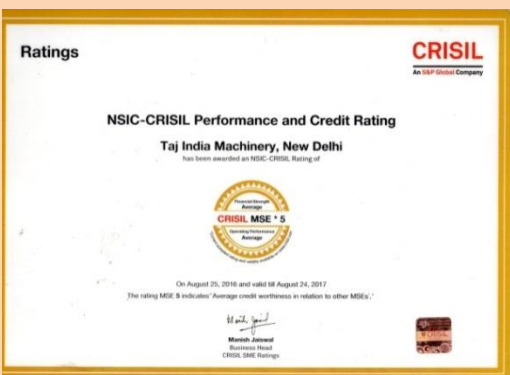 Ratings
CRISIL
An S&P Global Company
NSIC-CRISIL Performance and Credit Rating
Taj India Machinery, New Delhi
has been awarded an NSIC-CRISIL Rating of
Financial Strength
Average
CRISIL MSE * 5
Operating Performance
Average
On August 25, 2016 and valid till August 24, 2017
The rating MSE 5 indicates 'Average credit worthiness in relation to other MSEs'.
Manish Jaiswal
Business Head
CRISIL SME Ratings
CRISIL